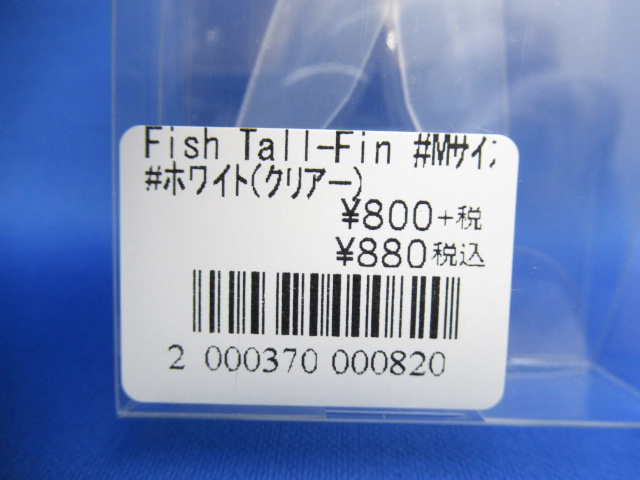 Fish Tall-Fin #Mサイズ
#ホワイト(クリアー)
¥800+税
¥880税込
2 000370 000820